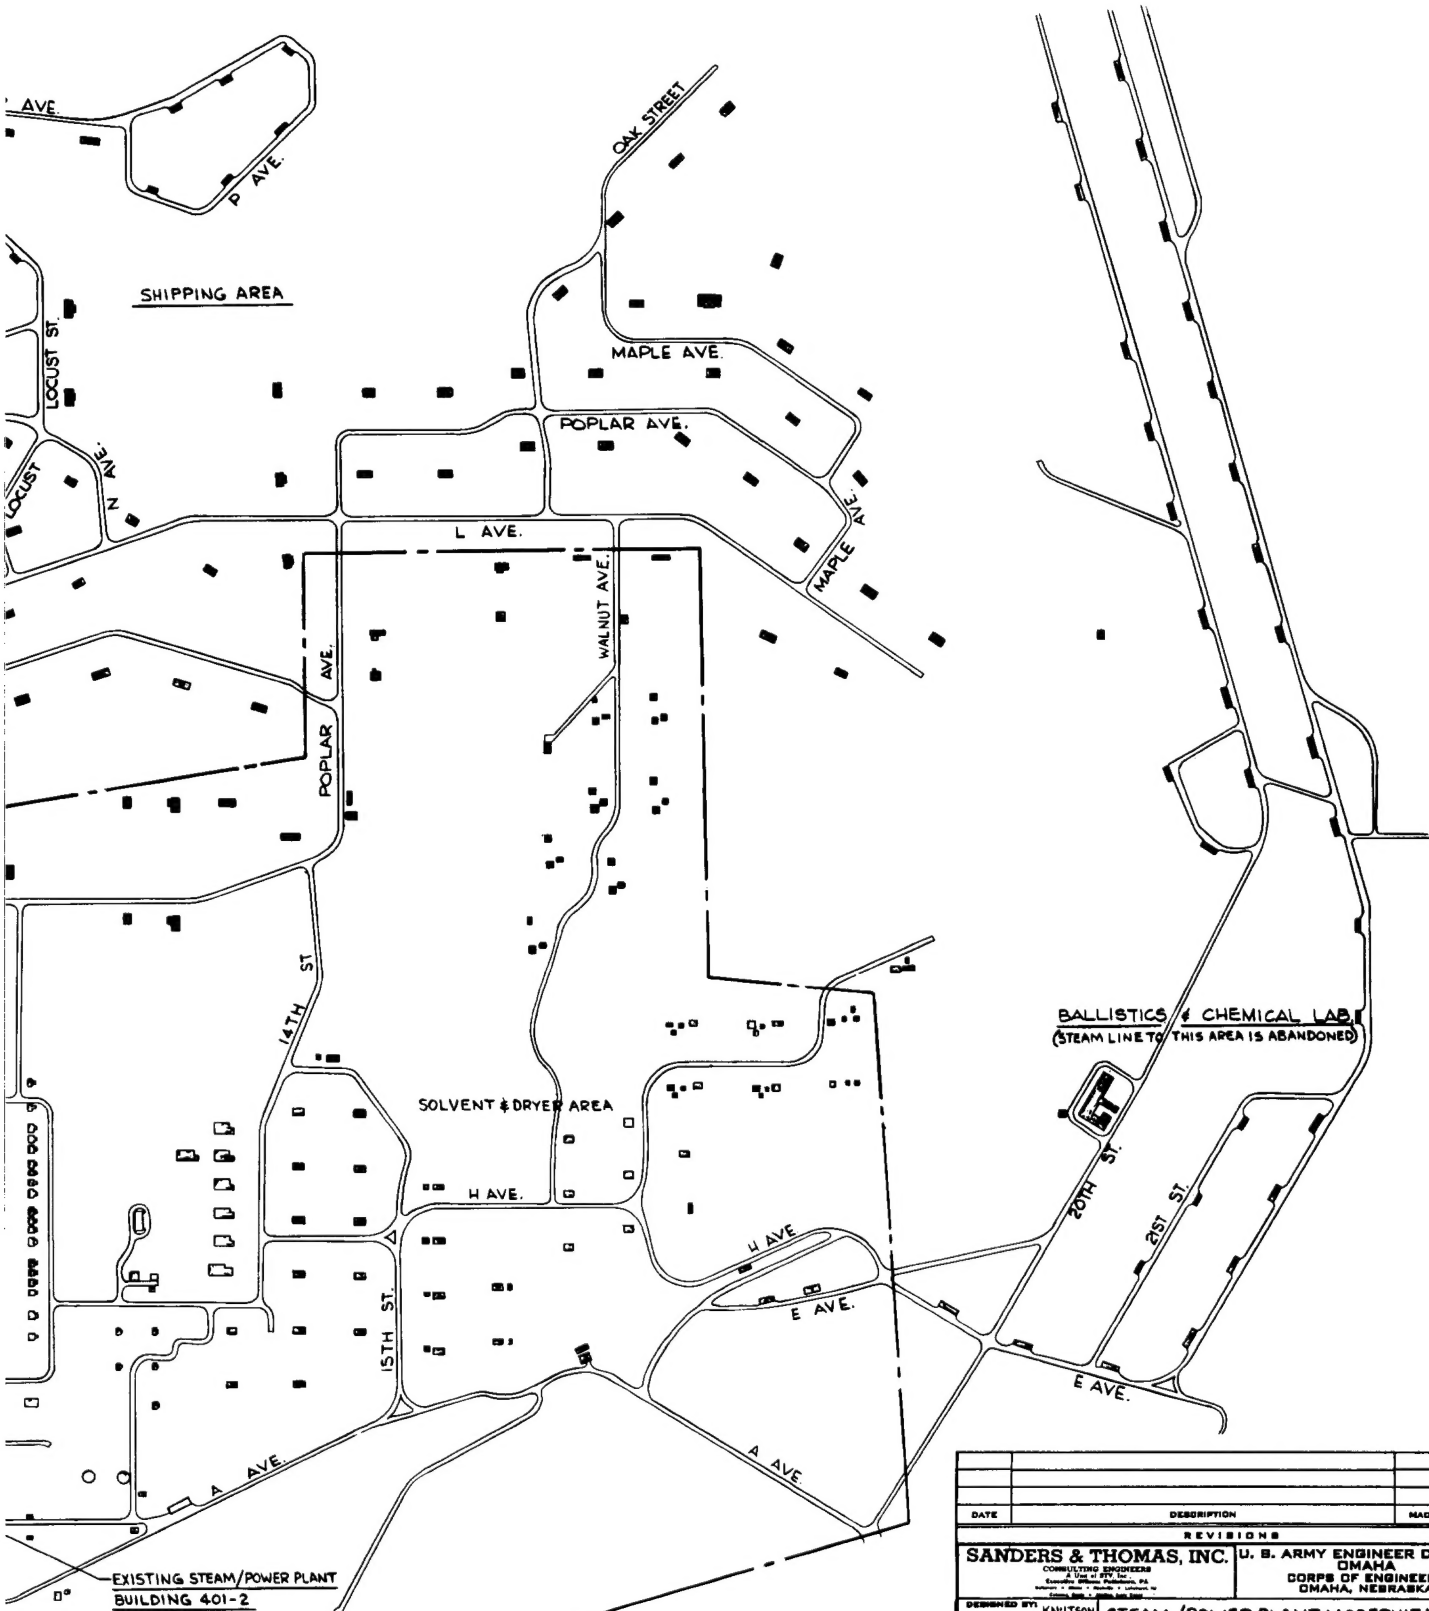 AVE.
P AVE.
OAK STREET
SHIPPING AREA
LOCUST ST.
MAPLE AVE.
POPLAR AVE.
N AVE.
LOCUST
L AVE.
MAPLE AVE.
WALNUT AVE.
POPLAR AVE.
14TH ST
BALLISTICS & CHEMICAL LAB.
(STEAM LINE TO THIS AREA IS ABANDONED)
SOLVENT & DRYER AREA
H AVE.
20TH ST.
21ST ST.
H AVE
E AVE.
15TH ST.
E AVE.
A AVE.
A AVE.
EXISTING STEAM/POWER PLANT
BUILDING 401-2
DATE DESCRIPTION
REVISIONS
SANDERS & THOMAS, INC.
CONSULTING ENGINEERS
U. S. ARMY ENGINEER
OMAHA
CORPS OF ENGINEE
OMAHA, NEBRASKA
DESIGNED BY: KNUTSON